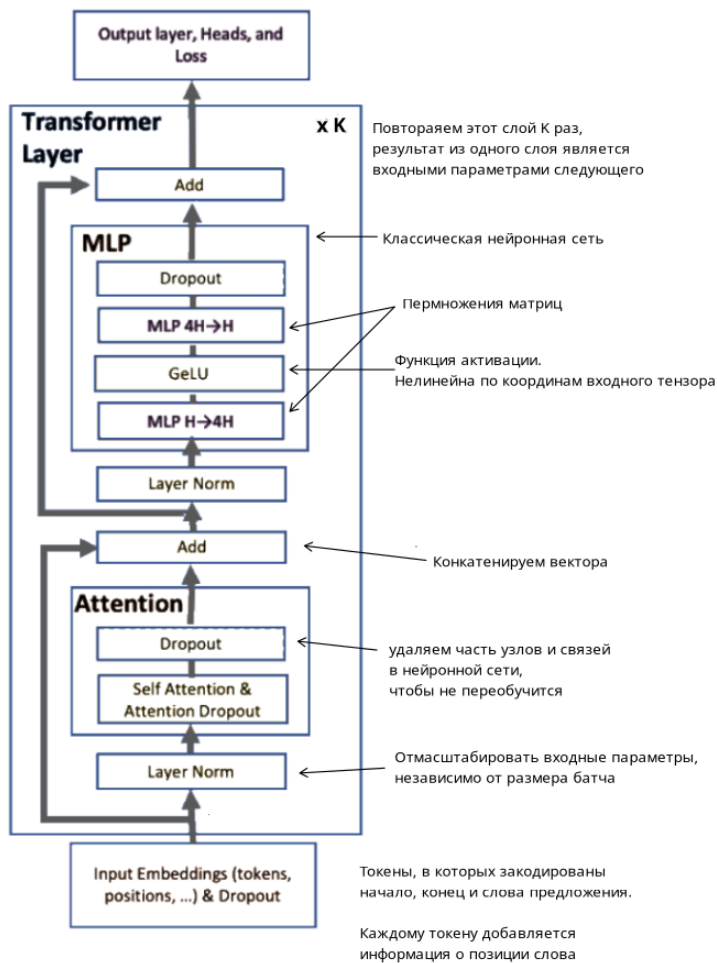 Output layer, Heads, and
Loss
Transformer
Layer
x K
Повтораяем этот слой K раз,
результат из одного слоя является
входными параметрами следующего
Add
MLP
Классическая нейронная сеть
Dropout
Пермножения матриц
MLP 4H→H
GeLU
Функция активации.
Нелинейна по координам входного тензора
MLP H→4H
Layer Norm
Add
Конкатенируем вектора
Attention
Dropout
удаляем часть узлов и связей
в нейронной сети,
чтобы не переобучится
Self Attention &
Attention Dropout
Layer Norm
Отмасштабировать входные параметры,
независимо от размера батча
Input Embeddings (tokens,
positions, ...) & Dropout
Токены, в которых закодированы
начало, конец и слова предложения.
Каждому токену добавляется
информация о позиции слова